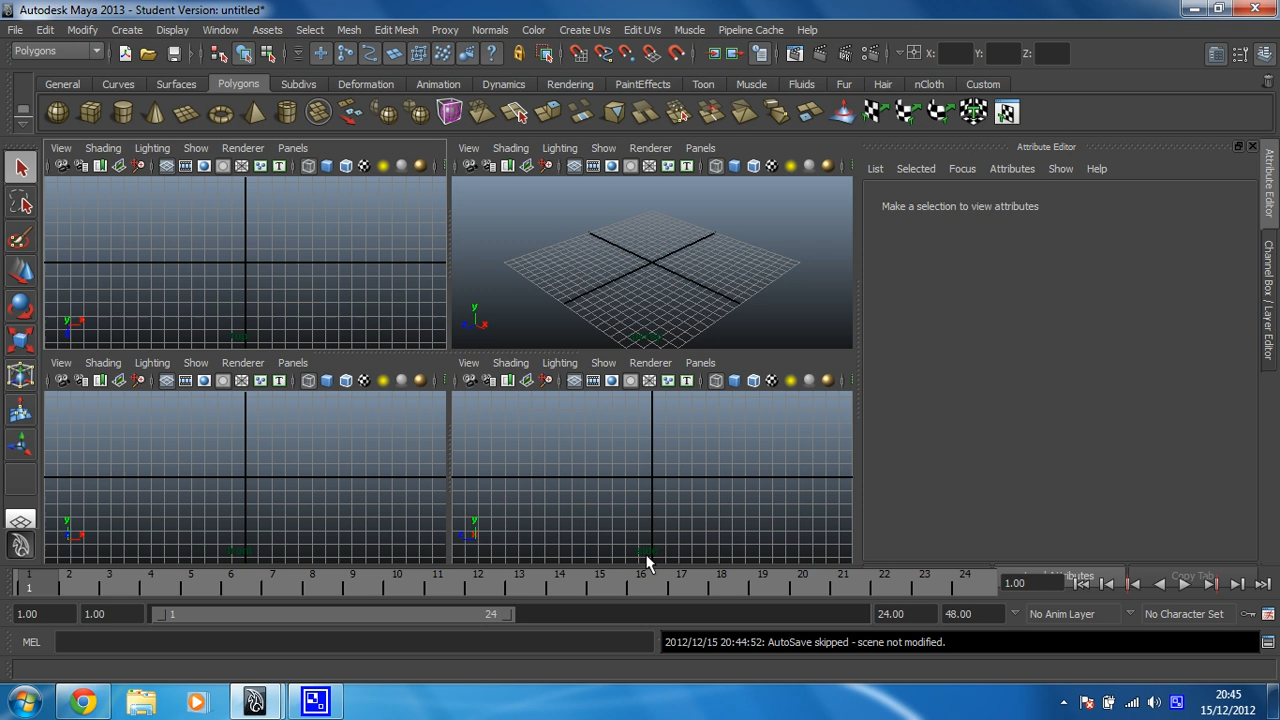 Autodesk Maya 2013 - Student Version: untitled*
File Edit Modify Create Display Window Assets Select Mesh Edit Mesh Proxy Normals Color Create UVs Edit UVs Muscle Pipeline Cache Help
Polygons X: Y: Z:
General Curves Surfaces Polygons Subdivs Deformation Animation Dynamics Rendering PaintEffects Toon Muscle Fluids Fur Hair nCloth Custom
View Shading Lighting Show Renderer Panels
View Shading Lighting Show Renderer Panels
Attribute Editor
List Selected Focus Attributes Show Help
Make a selection to view attributes
Attribute Editor
Channel Box / Layer Editor
y x
y x
View Shading Lighting Show Renderer Panels
View Shading Lighting Show Renderer Panels
y x
y
Copy Tab
1 2 3 4 5 6 7 8 9 10 11 12 13 14 15 16 17 18 19 20 21 22 23 24
1
1.00
1.00 1.00 1 24 24.00 48.00 No Anim Layer No Character Set
MEL 2012/12/15 20:44:52: AutoSave skipped - scene not modified.
20:45
15/12/2012